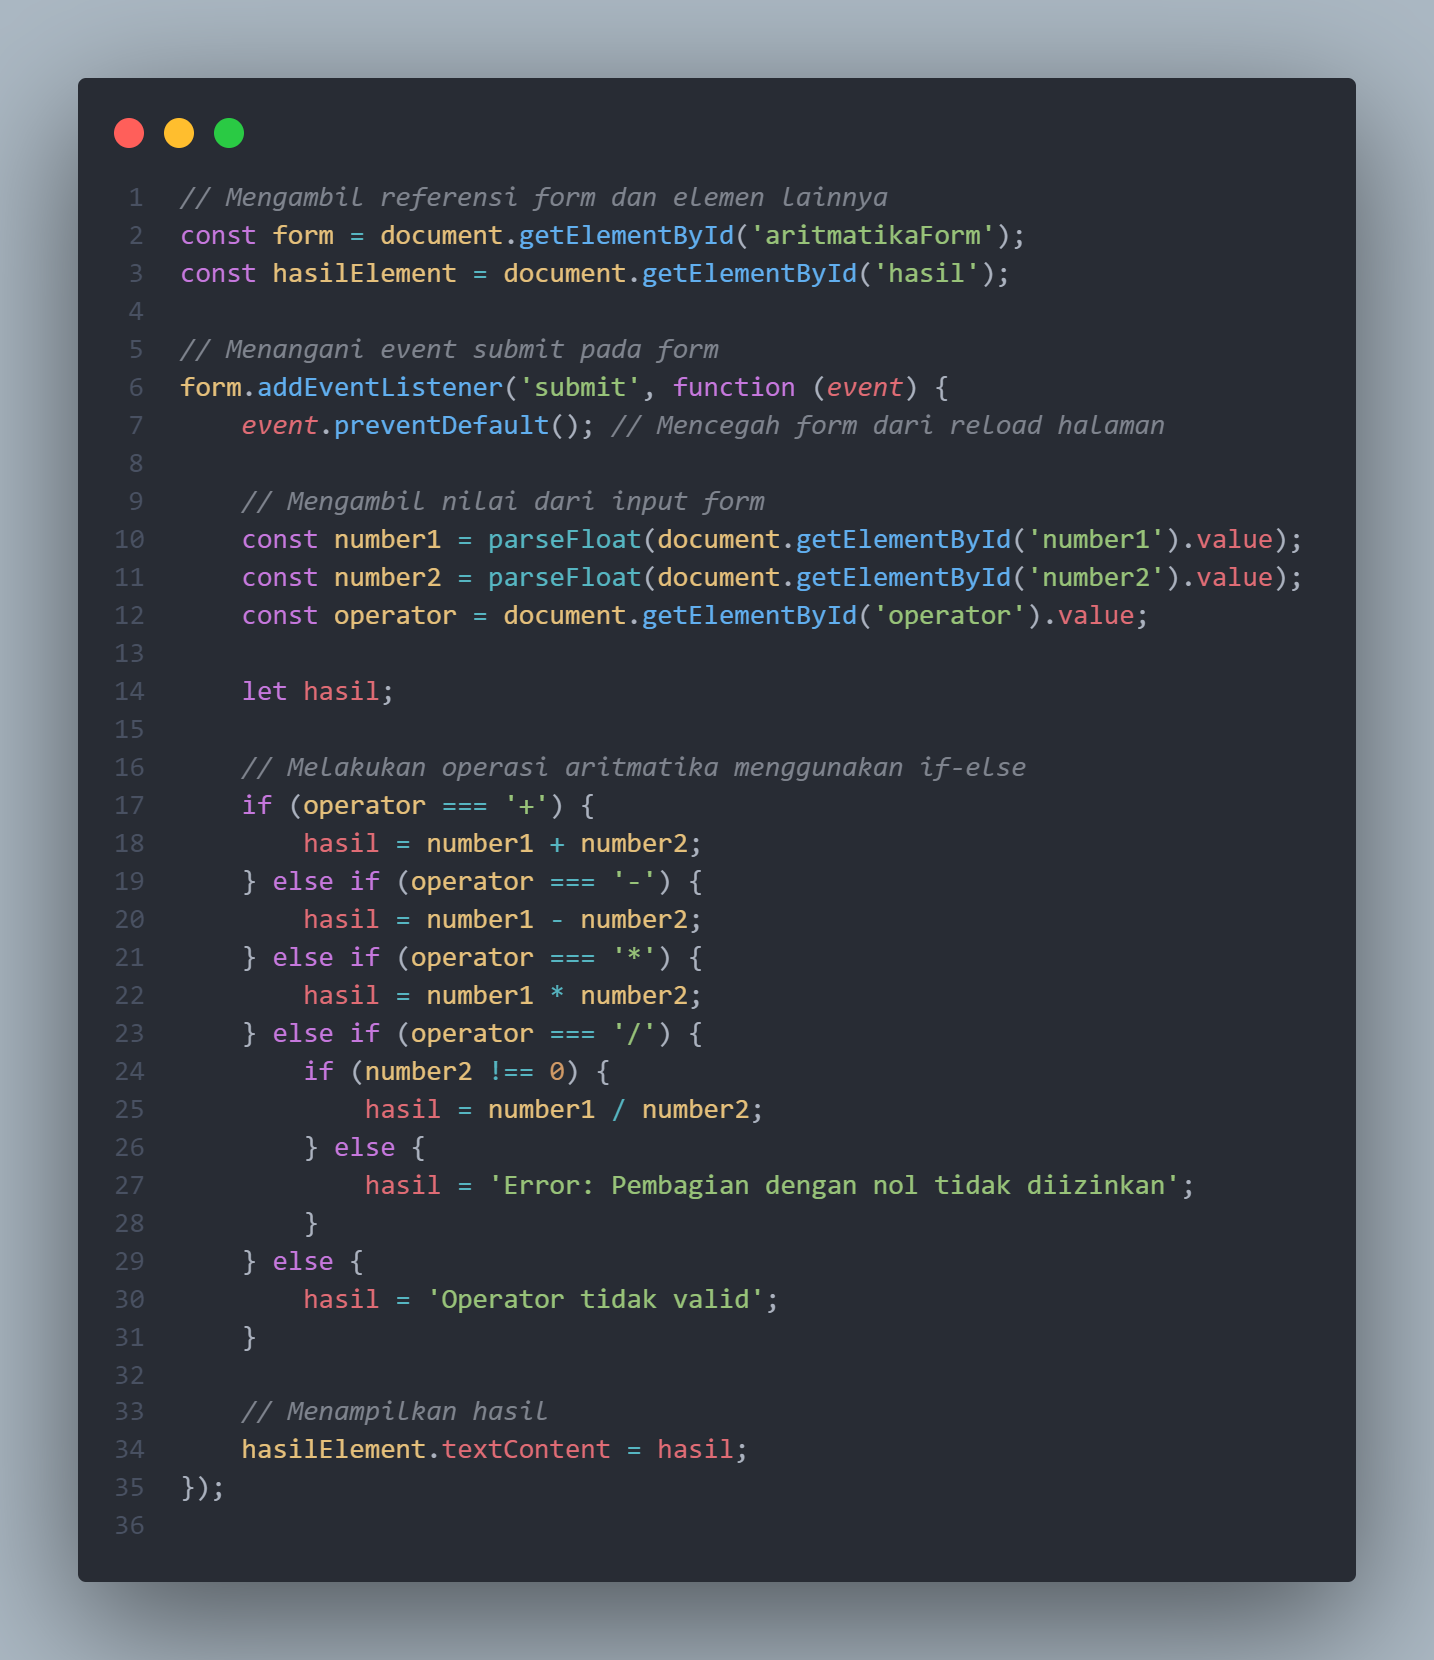 1 // Mengambil referensi form dan elemen lainnya
2 const form = document.getElementById('aritmatikaForm');
3 const hasilElement = document.getElementById('hasil');
4
5 // Menangani event submit pada form
6 form.addEventListener('submit', function (event) {
7     event.preventDefault(); // Mencegah form dari reload halaman
8
9     // Mengambil nilai dari input form
10     const number1 = parseFloat(document.getElementById('number1').value);
11     const number2 = parseFloat(document.getElementById('number2').value);
12     const operator = document.getElementById('operator').value;
13
14     let hasil;
15
16     // Melakukan operasi aritmatika menggunakan if-else
17     if (operator === '+') {
18         hasil = number1 + number2;
19     } else if (operator === '-') {
20         hasil = number1 - number2;
21     } else if (operator === '*') {
22         hasil = number1 * number2;
23     } else if (operator === '/') {
24         if (number2 !== 0) {
25             hasil = number1 / number2;
26         } else {
27             hasil = 'Error: Pembagian dengan nol tidak diizinkan';
28         }
29     } else {
30         hasil = 'Operator tidak valid';
31     }
32
33     // Menampilkan hasil
34     hasilElement.textContent = hasil;
35 });
36